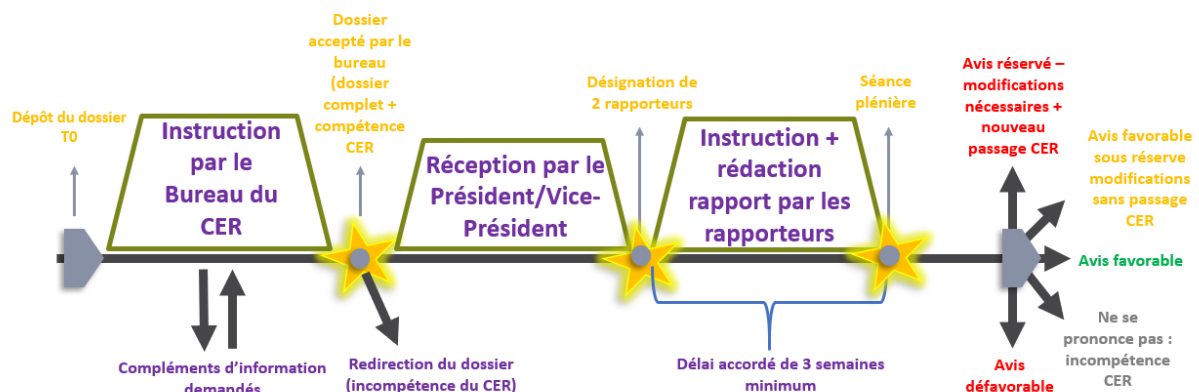 Dépôt du dossier
T0
Instruction
par le
Bureau du
CER
Compléments d'information
demandés
Dossier
accepté par le
bureau
(dossier
complet +
compétence
CER
Redirection du dossier
(incompétence du CER)
Réception par le
Président/Vice-
Président
Désignation de
2 rapporteurs
Instruction +
rédaction
rapport par les
rapporteurs
Délai accordé de 3 semaines
minimum
Séance
plénière
Avis réservé –
modifications
nécessaires +
nouveau
passage CER
Avis favorable
sous réserve
modifications
sans passage
CER
Avis favorable
Ne se
prononce pas :
incompétence
CER
Avis
défavorable